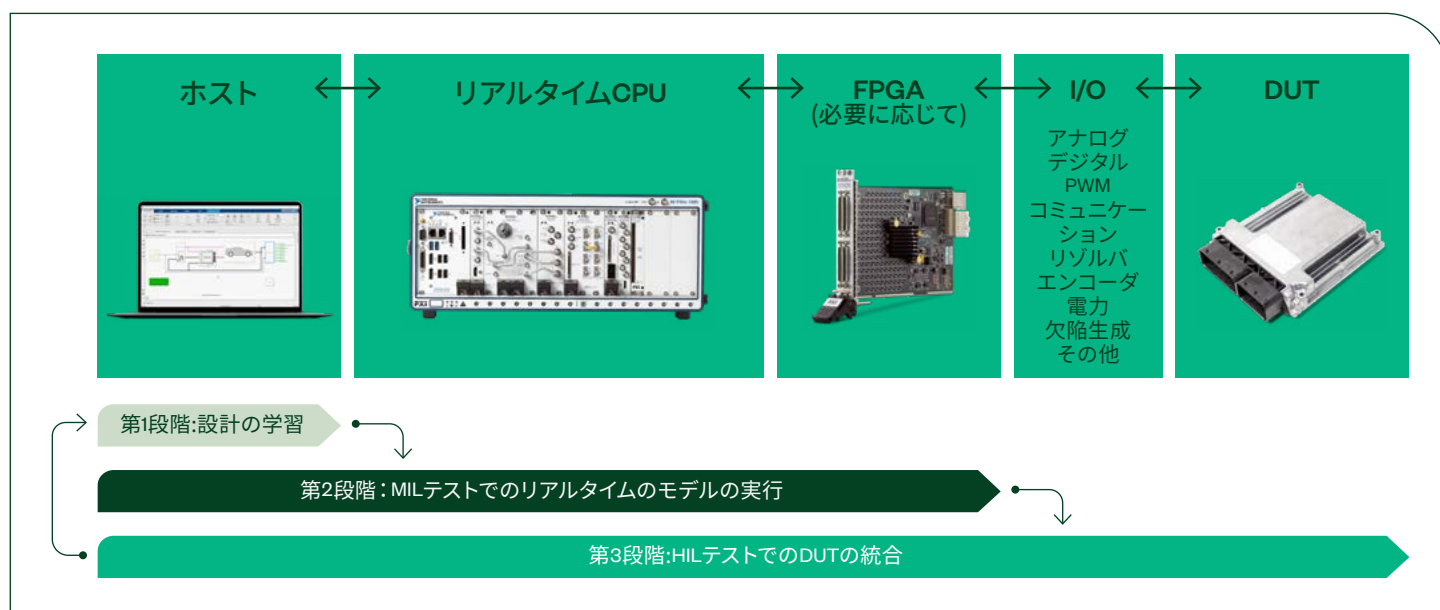 ホスト
リアルタイムCPU
FPGA
(必要に応じて)
I/O
アナログ
デジタル
PWM
コミュニケー
ション
リゾルバ
エンコーダ
電力
欠陥生成
その他
DUT
第1段階:設計の学習
第2段階：MILテストでのリアルタイムのモデルの実行
第3段階:HILテストでのDUTの統合